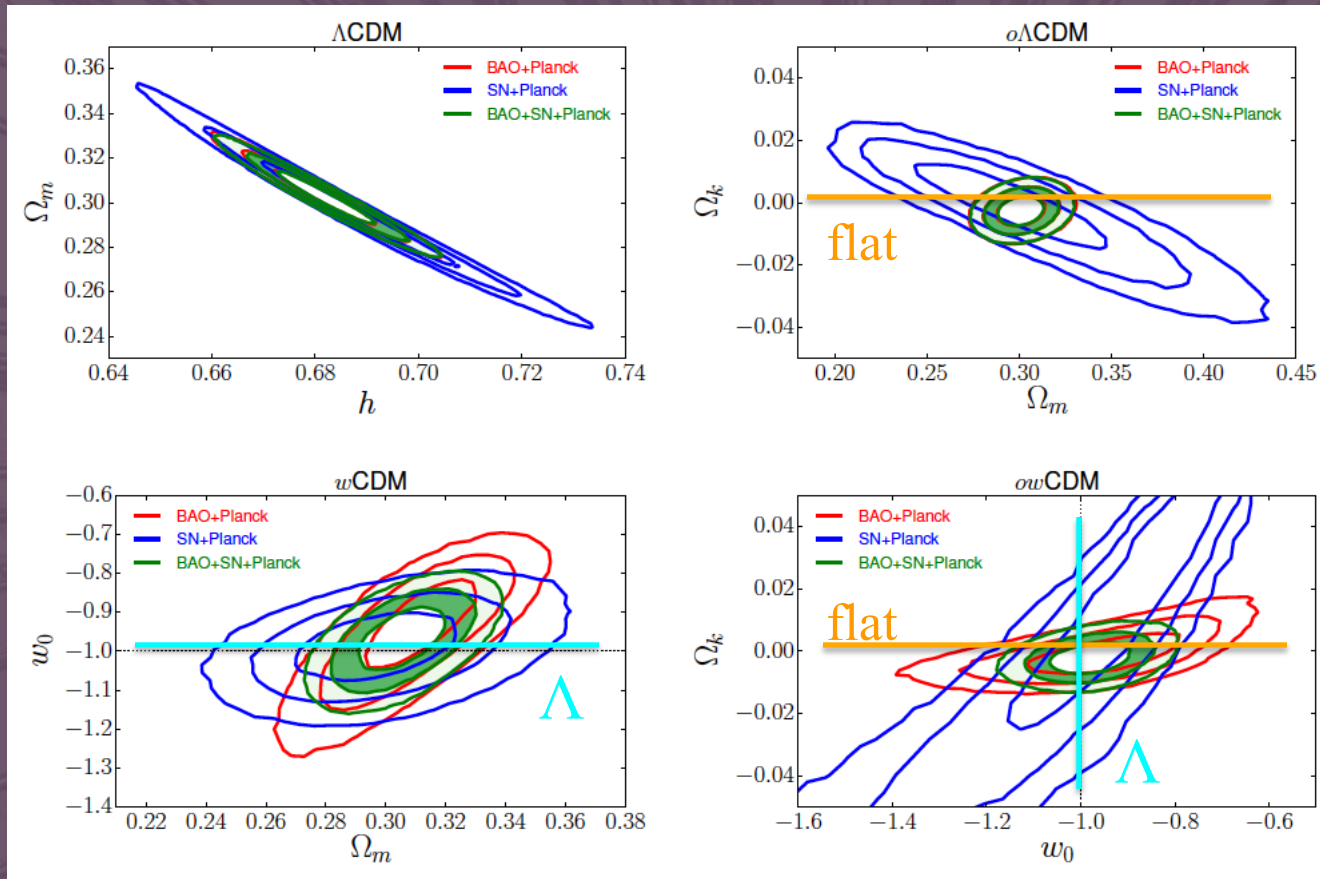 ΛCDM
0.36
0.34
0.32
0.30
0.28
0.26
0.24
Ω_m
BAO+Planck
SN+Planck
BAO+SN+Planck
0.64 0.66 0.68 0.70 0.72 0.74
h
oΛCDM
0.04
0.02
0.00
−0.02
−0.04
Ω_k
BAO+Planck
SN+Planck
BAO+SN+Planck
flat
0.20 0.25 0.30 0.35 0.40 0.45
Ω_m
wCDM
−0.6
−0.7
−0.8
−0.9
−1.0
−1.1
−1.2
−1.3
−1.4
w_0
BAO+Planck
SN+Planck
BAO+SN+Planck
Λ
0.22 0.24 0.26 0.28 0.30 0.32 0.34 0.36 0.38
Ω_m
owCDM
0.04
0.02
0.00
−0.02
−0.04
Ω_k
BAO+Planck
SN+Planck
BAO+SN+Planck
flat
Λ
−1.6 −1.4 −1.2 −1.0 −0.8 −0.6
w_0